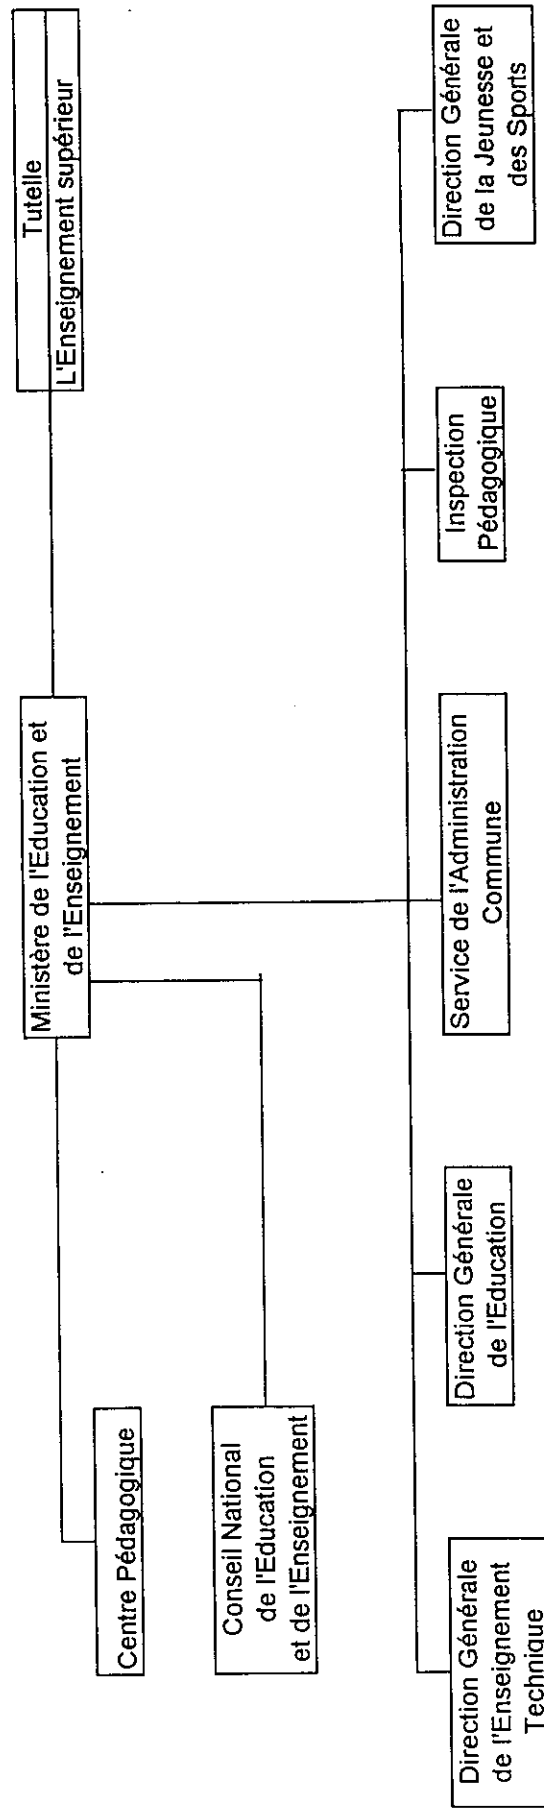 Tutelle
L'Enseignement supérieur
Ministère de l'Education et
de l'Enseignement
Centre Pédagogique
Conseil National
de l'Education
et de l'Enseignement
Direction Générale
de l'Enseignement
Technique
Direction Générale
de l'Education
Service de l'Administration
Commune
Inspection
Pédagogique
Direction Générale
de la Jeunesse et
des Sports